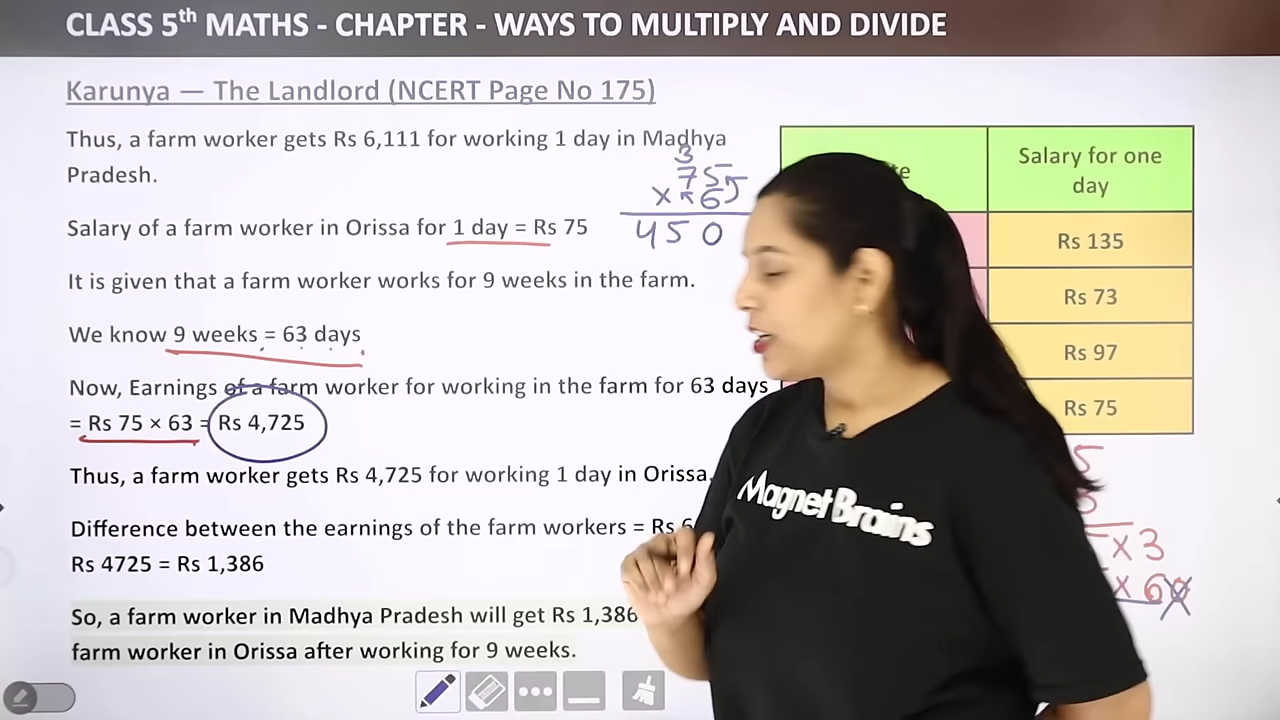 CLASS 5th MATHS - CHAPTER - WAYS TO MULTIPLY AND DIVIDE
Karunya — The Landlord (NCERT Page No 175)
Thus, a farm worker gets Rs 6,111 for working 1 day in Madhya
Pradesh.
Salary of a farm worker in Orissa for 1 day = Rs 75
It is given that a farm worker works for 9 weeks in the farm.
We know 9 weeks = 63 days
Now, Earnings of a farm worker for working in the farm for 63 days
= Rs 75 × 63 = Rs 4,725
Thus, a farm worker gets Rs 4,725 for working 1 day in Orissa.
Difference between the earnings of the farm workers = Rs
Rs 4725 = Rs 1,386
So, a farm worker in Madhya Pradesh will get Rs 1,386
farm worker in Orissa after working for 9 weeks.
3
75
× 6
450
Salary for one
day
Rs 135
Rs 73
Rs 97
Rs 75
5
× 3
× 60
MagnetBrains